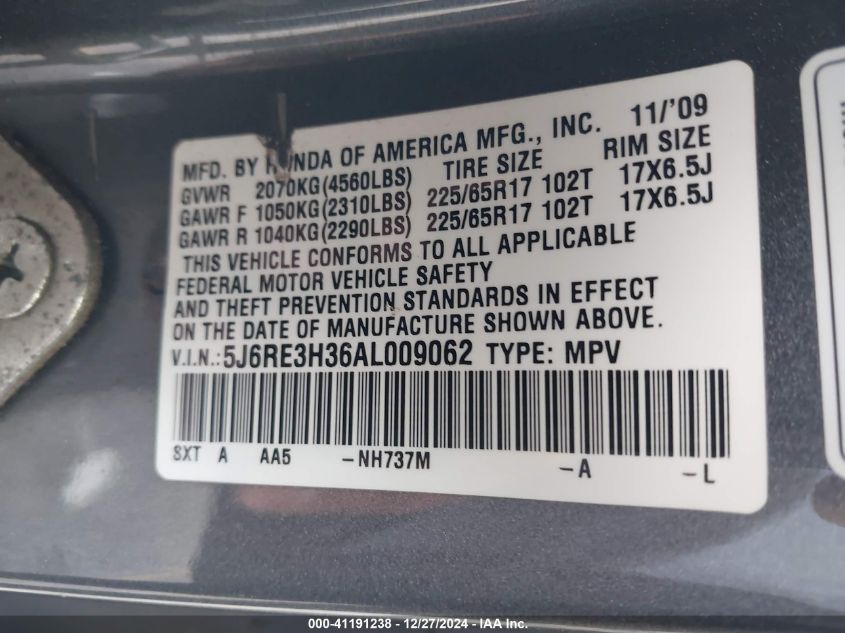 MFD. BY HONDA OF AMERICA MFG., INC. 11/'09
GVWR 2070KG(4560LBS) TIRE SIZE RIM SIZE
GAWR F 1050KG(2310LBS) 225/65R17 102T 17X6.5J
GAWR R 1040KG(2290LBS) 225/65R17 102T 17X6.5J
THIS VEHICLE CONFORMS TO ALL APPLICABLE
FEDERAL MOTOR VEHICLE SAFETY
AND THEFT PREVENTION STANDARDS IN EFFECT
ON THE DATE OF MANUFACTURE SHOWN ABOVE.
V.I.N.: 5J6RE3H36AL009062 TYPE: MPV
SXT A AA5 -NH737M -A -L
000-41191238 - 12/27/2024 - IAA Inc.